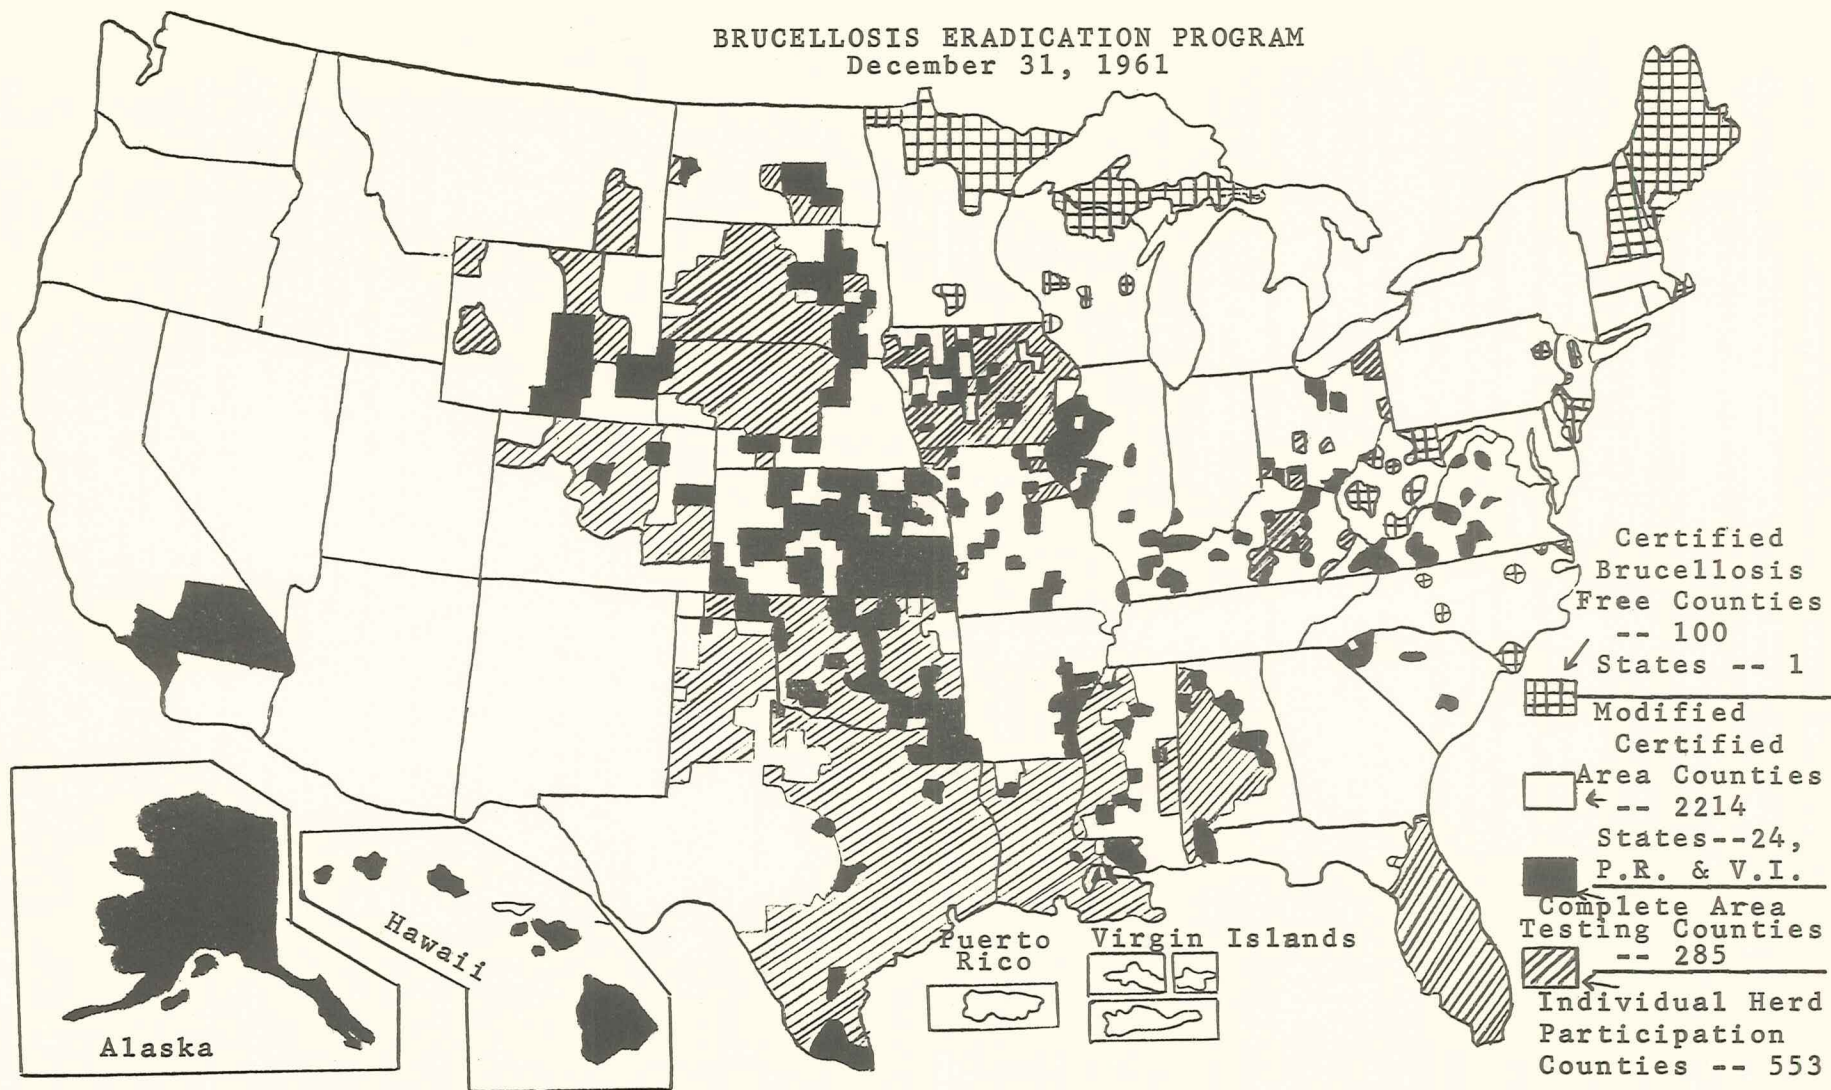 BRUCELLOSIS ERADICATION PROGRAM
December 31, 1961
Certified
Brucellosis
Free Counties
-- 100
States -- 1
Modified
Certified
Area Counties
-- 2214
States--24,
P.R. & V.I.
Complete Area
Testing Counties
-- 285
Individual Herd
Participation
Counties -- 553
Alaska
Hawaii
Puerto
Rico
Virgin Islands